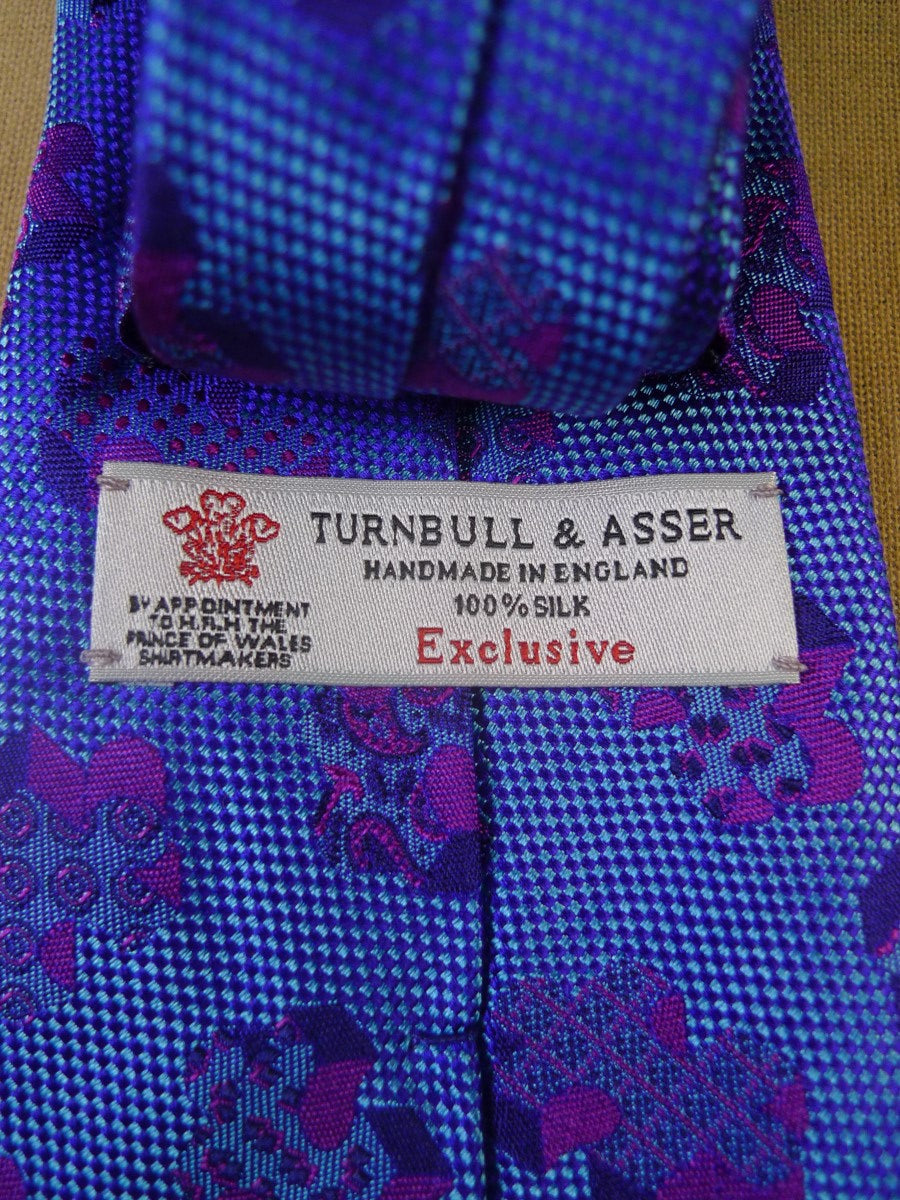 TURNBULL & ASSER
HANDMADE IN ENGLAND
100% SILK
Exclusive
BY APPOINTMENT
TO H.R.H THE
PRINCE OF WALES
SHIRTMAKERS